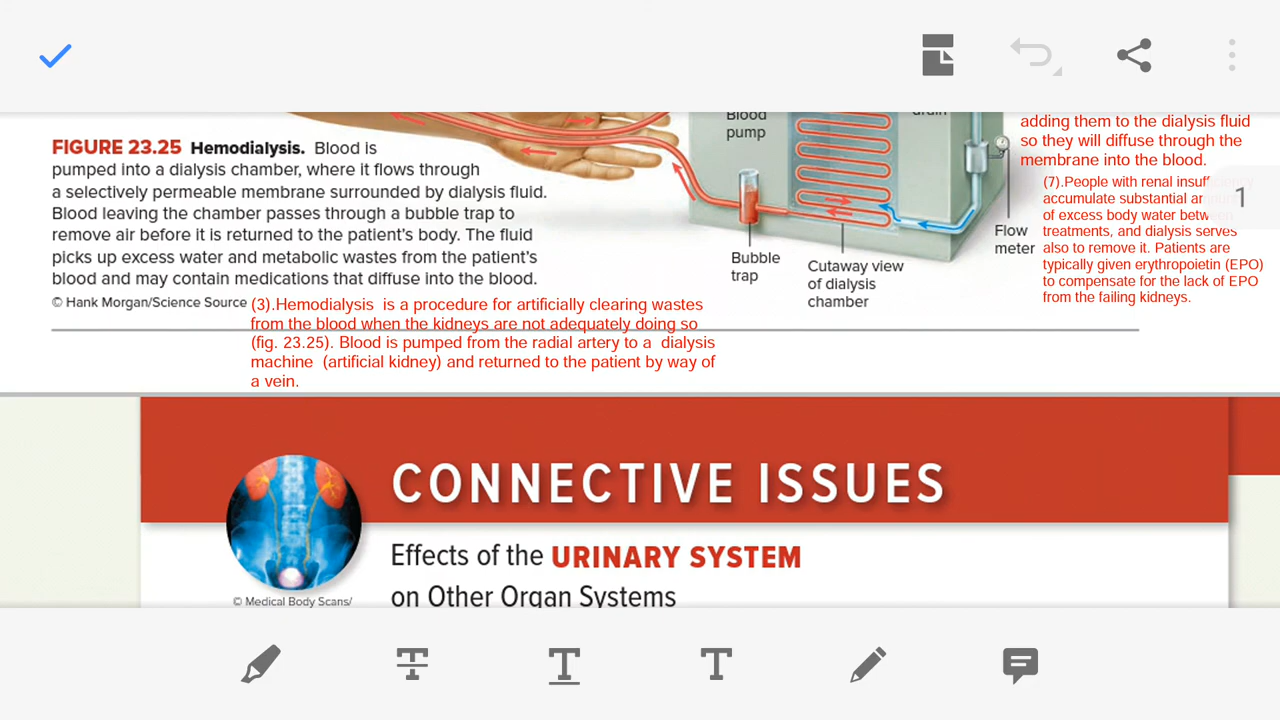 Blood
pump
drain
adding them to the dialysis fluid
so they will diffuse through the
membrane into the blood.
FIGURE 23.25 Hemodialysis. Blood is
pumped into a dialysis chamber, where it flows through
a selectively permeable membrane surrounded by dialysis fluid.
Blood leaving the chamber passes through a bubble trap to
remove air before it is returned to the patient's body. The fluid
picks up excess water and metabolic wastes from the patient's
blood and may contain medications that diffuse into the blood.
© Hank Morgan/Science Source
Bubble
trap
Cutaway view
of dialysis
chamber
Flow
meter
(7).People with renal insufficiency
accumulate substantial amounts
of excess body water between
treatments, and dialysis serves
also to remove it. Patients are
typically given erythropoietin (EPO)
to compensate for the lack of EPO
from the failing kidneys.
1
(3).Hemodialysis is a procedure for artificially clearing wastes
from the blood when the kidneys are not adequately doing so
(fig. 23.25). Blood is pumped from the radial artery to a dialysis
machine (artificial kidney) and returned to the patient by way of
a vein.
CONNECTIVE ISSUES
Effects of the URINARY SYSTEM
on Other Organ Systems
© Medical Body Scans/
T
T
T